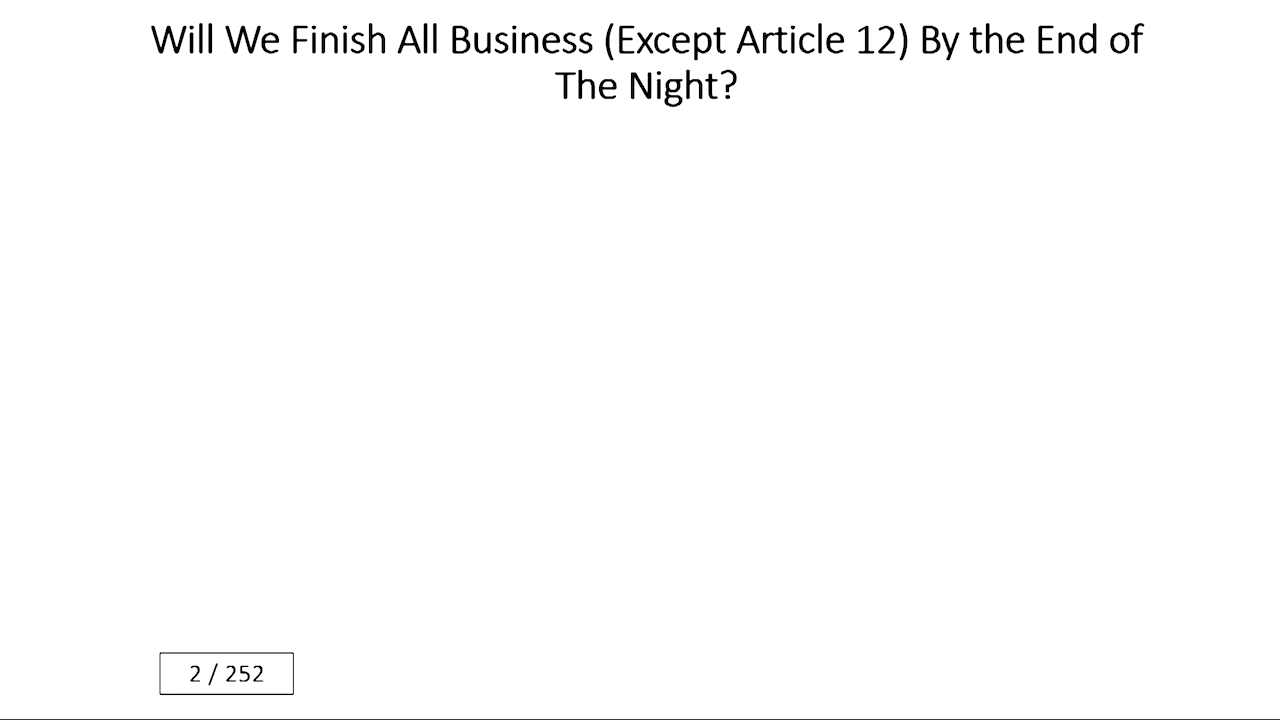 Will We Finish All Business (Except Article 12) By the End of
The Night?
2 / 252